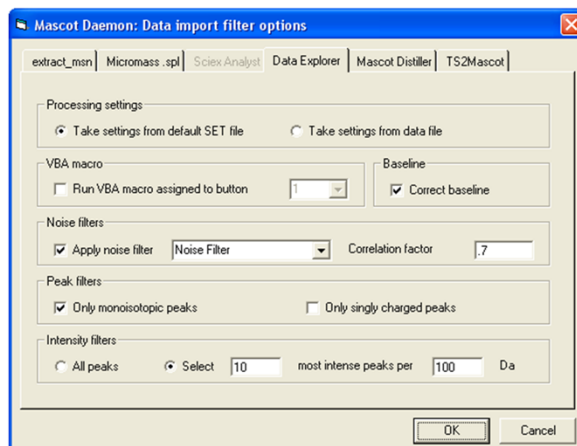 Mascot Daemon: Data import filter options
extract_msn Micromass .spl Sciex Analyst Data Explorer Mascot Distiller TS2Mascot
Processing settings
Take settings from default SET file Take settings from data file
VBA macro Baseline
Run VBA macro assigned to button 1 Correct baseline
Noise filters
Apply noise filter Noise Filter Correlation factor .7
Peak filters
Only monoisotopic peaks Only singly charged peaks
Intensity filters
All peaks Select 10 most intense peaks per 100 Da
OK Cancel